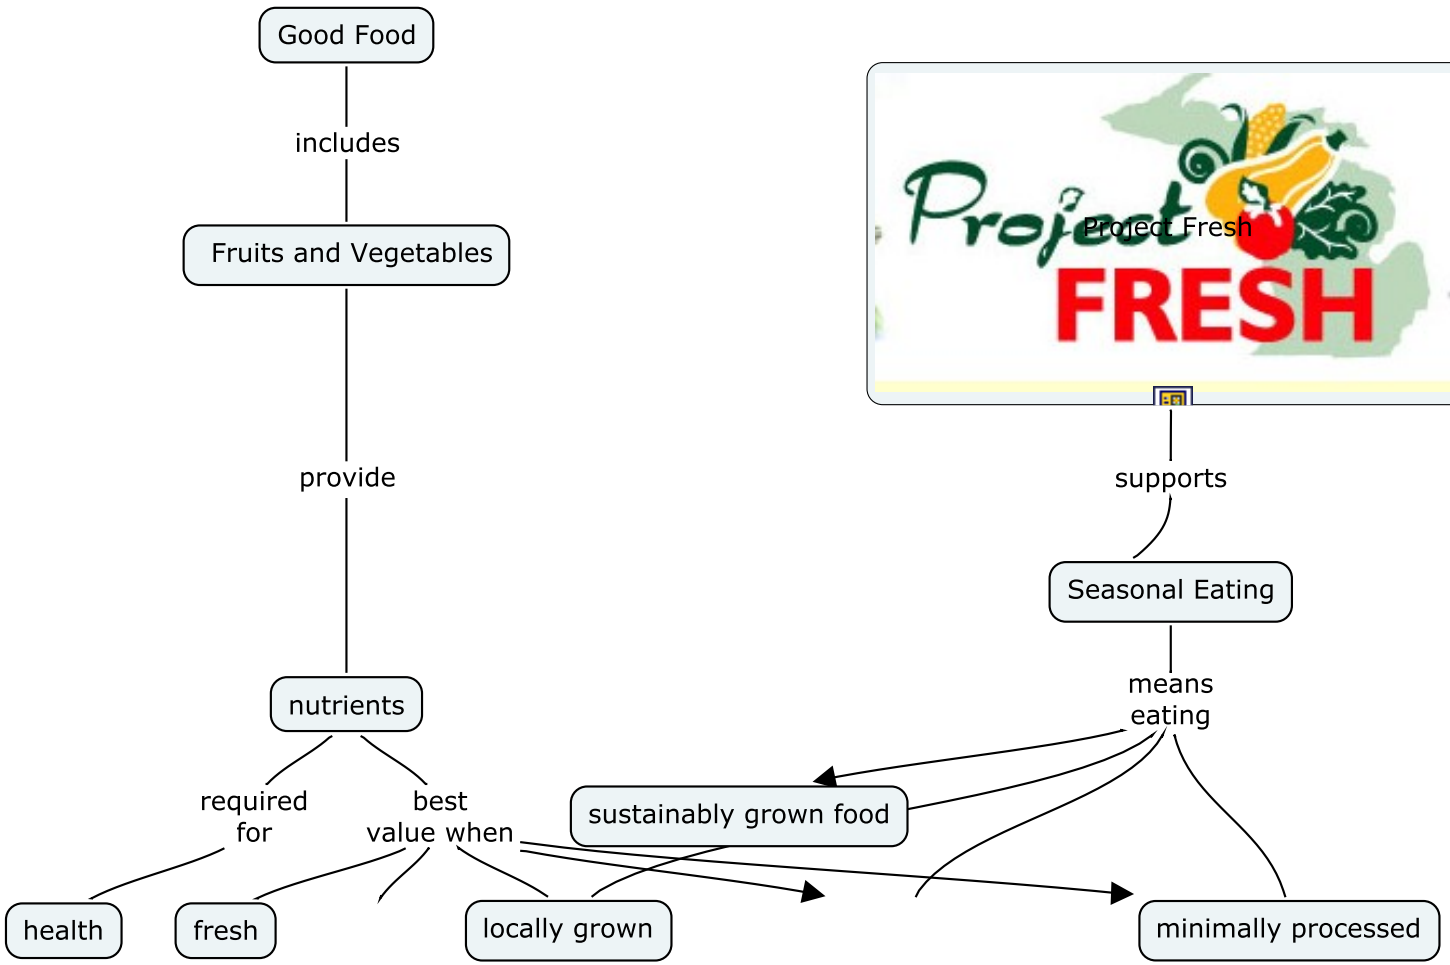 Good Food
includes
Fruits and Vegetables
Project
Project Fresh
FRESH
provide
supports
Seasonal Eating
nutrients
means
eating
required
for
best
value when
sustainably grown food
health
fresh
locally grown
minimally processed